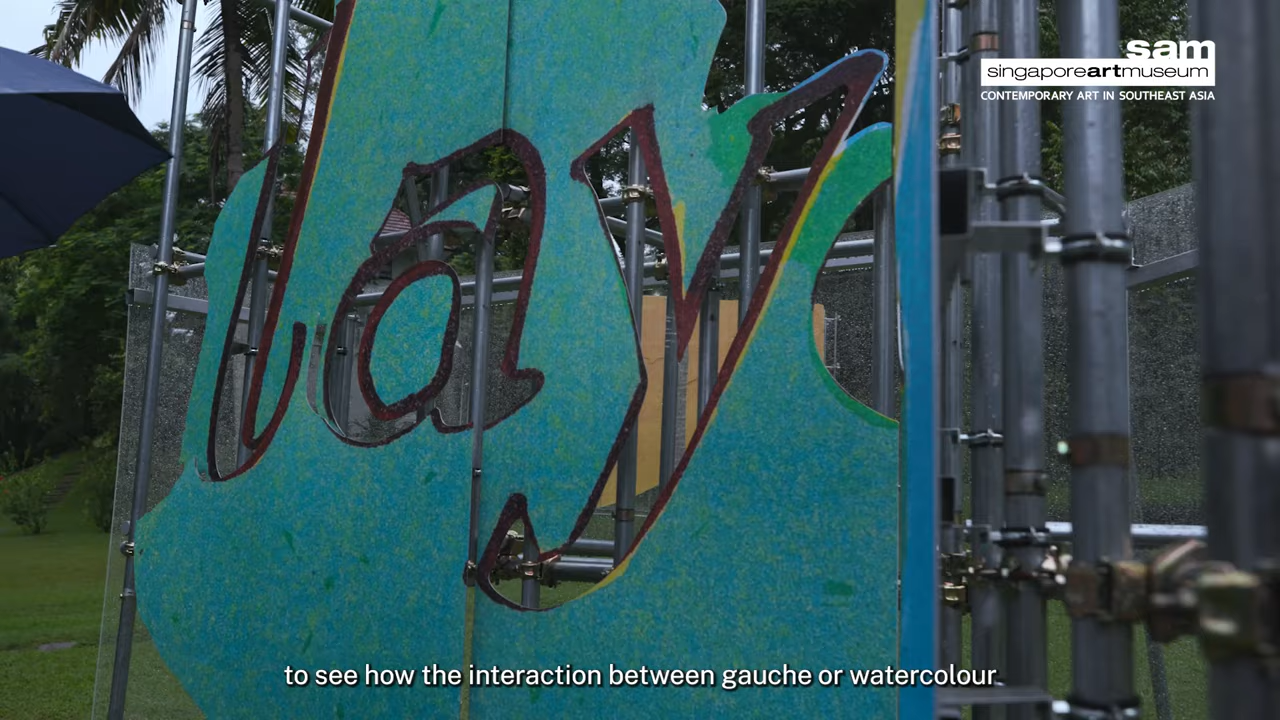 sam
singaporeartmuseum
CONTEMPORARY ART IN SOUTHEAST ASIA
lay
to see how the interaction between gauche or watercolour